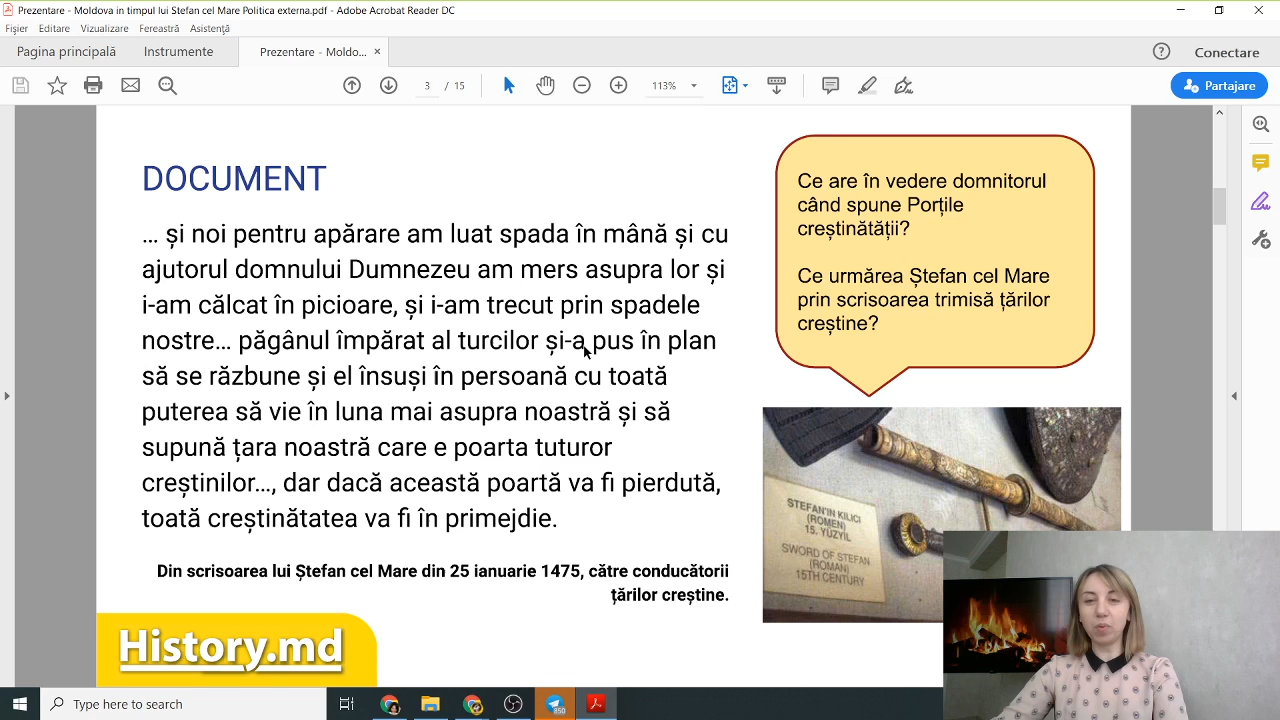 Prezentare - Moldova in timpul lui Stefan cel Mare Politica externa.pdf - Adobe Acrobat Reader DC
Fișier Editare Vizualizare Fereastră Asistență
Pagina principală Instrumente Prezentare - Moldo... × Conectare
3 / 15 113% Partajare
DOCUMENT
… și noi pentru apărare am luat spada în mână și cu
ajutorul domnului Dumnezeu am mers asupra lor și
i-am călcat în picioare, și i-am trecut prin spadele
nostre… păgânul împărat al turcilor și-a pus în plan
să se răzbune și el însuși în persoană cu toată
puterea să vie în luna mai asupra noastră și să
supună țara noastră care e poarta tuturor
creștinilor…, dar dacă această poartă va fi pierdută,
toată creștinătatea va fi în primejdie.
Din scrisoarea lui Ștefan cel Mare din 25 ianuarie 1475, către conducătorii
țărilor creștine.
Ce are în vedere domnitorul
când spune Porțile
creștinătății?
Ce urmărea Ștefan cel Mare
prin scrisoarea trimisă țărilor
creștine?
STEFAN'IN KILICI
(ROMEN)
15. YÜZYIL
SWORD OF STEFAN
(ROMAN)
15TH CENTURY
History.md
Type here to search
850